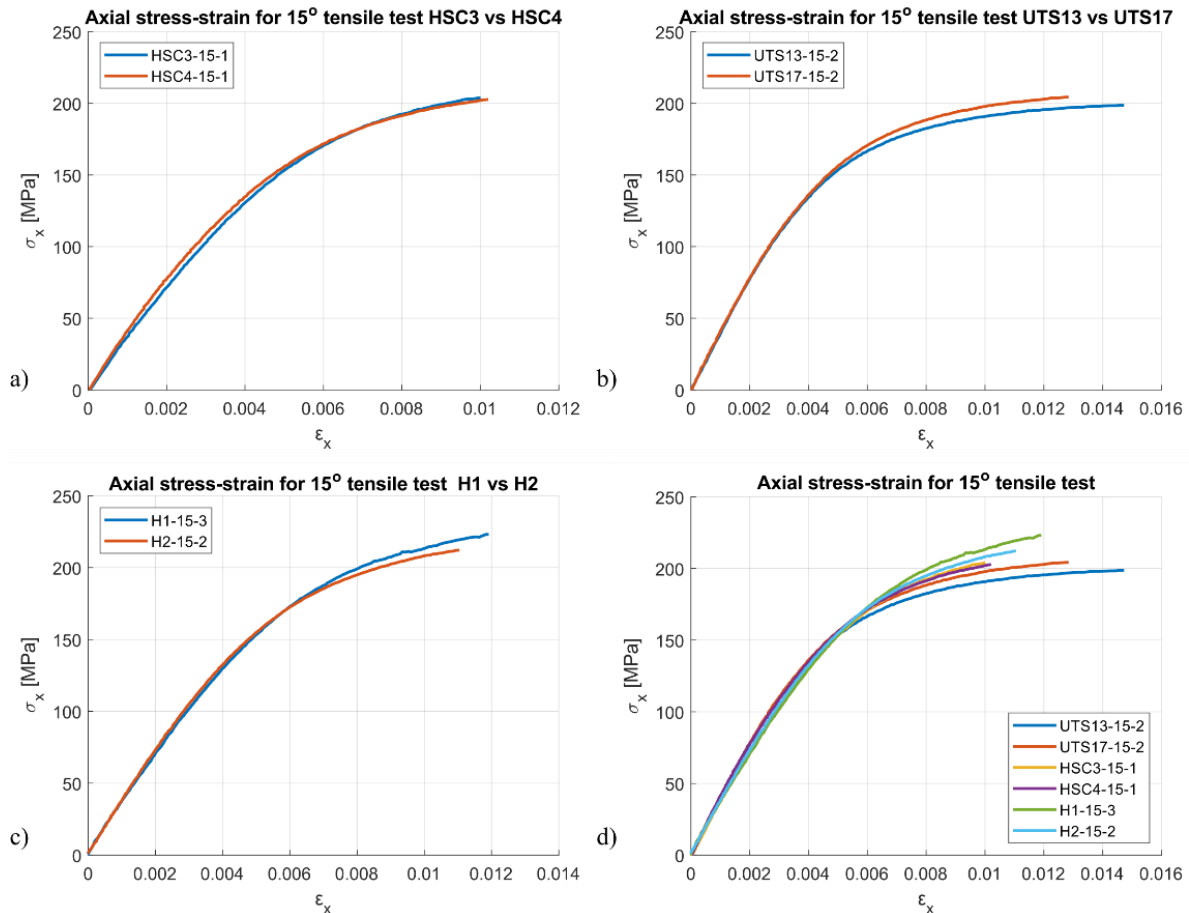 Axial stress-strain for 15° tensile test HSC3 vs HSC4
250
200
150
100
50
0
σx [MPa]
HSC3-15-1
HSC4-15-1
a)
0 0.002 0.004 0.006 0.008 0.01 0.012
εx
Axial stress-strain for 15° tensile test UTS13 vs UTS17
250
200
150
100
50
0
σx [MPa]
UTS13-15-2
UTS17-15-2
b)
0 0.002 0.004 0.006 0.008 0.01 0.012 0.014 0.016
εx
Axial stress-strain for 15° tensile test H1 vs H2
250
200
150
100
50
0
σx [MPa]
H1-15-3
H2-15-2
c)
0 0.002 0.004 0.006 0.008 0.01 0.012 0.014
εx
Axial stress-strain for 15° tensile test
250
200
150
100
50
0
σx [MPa]
UTS13-15-2
UTS17-15-2
HSC3-15-1
HSC4-15-1
H1-15-3
H2-15-2
d)
0 0.002 0.004 0.006 0.008 0.01 0.012 0.014 0.016
εx